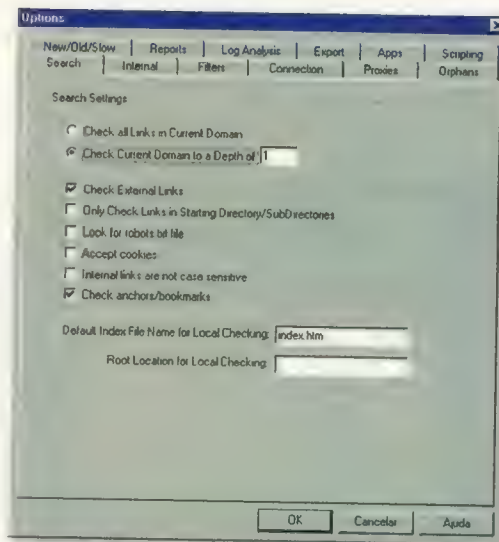 Options
New/Old/Slow Reports Log Analysis Export Apps Scripting
Search Internal Filters Connection Proxies Orphans
Search Settings
Check all Links in Current Domain
Check Current Domain to a Depth of 1
Check External Links
Only Check Links in Starting Directory/SubDirectories
Look for robots.txt file
Accept cookies
Internal links are not case sensitive
Check anchors/bookmarks
Default Index File Name for Local Checking: index.htm
Root Location for Local Checking:
OK Cancelar Ajuda